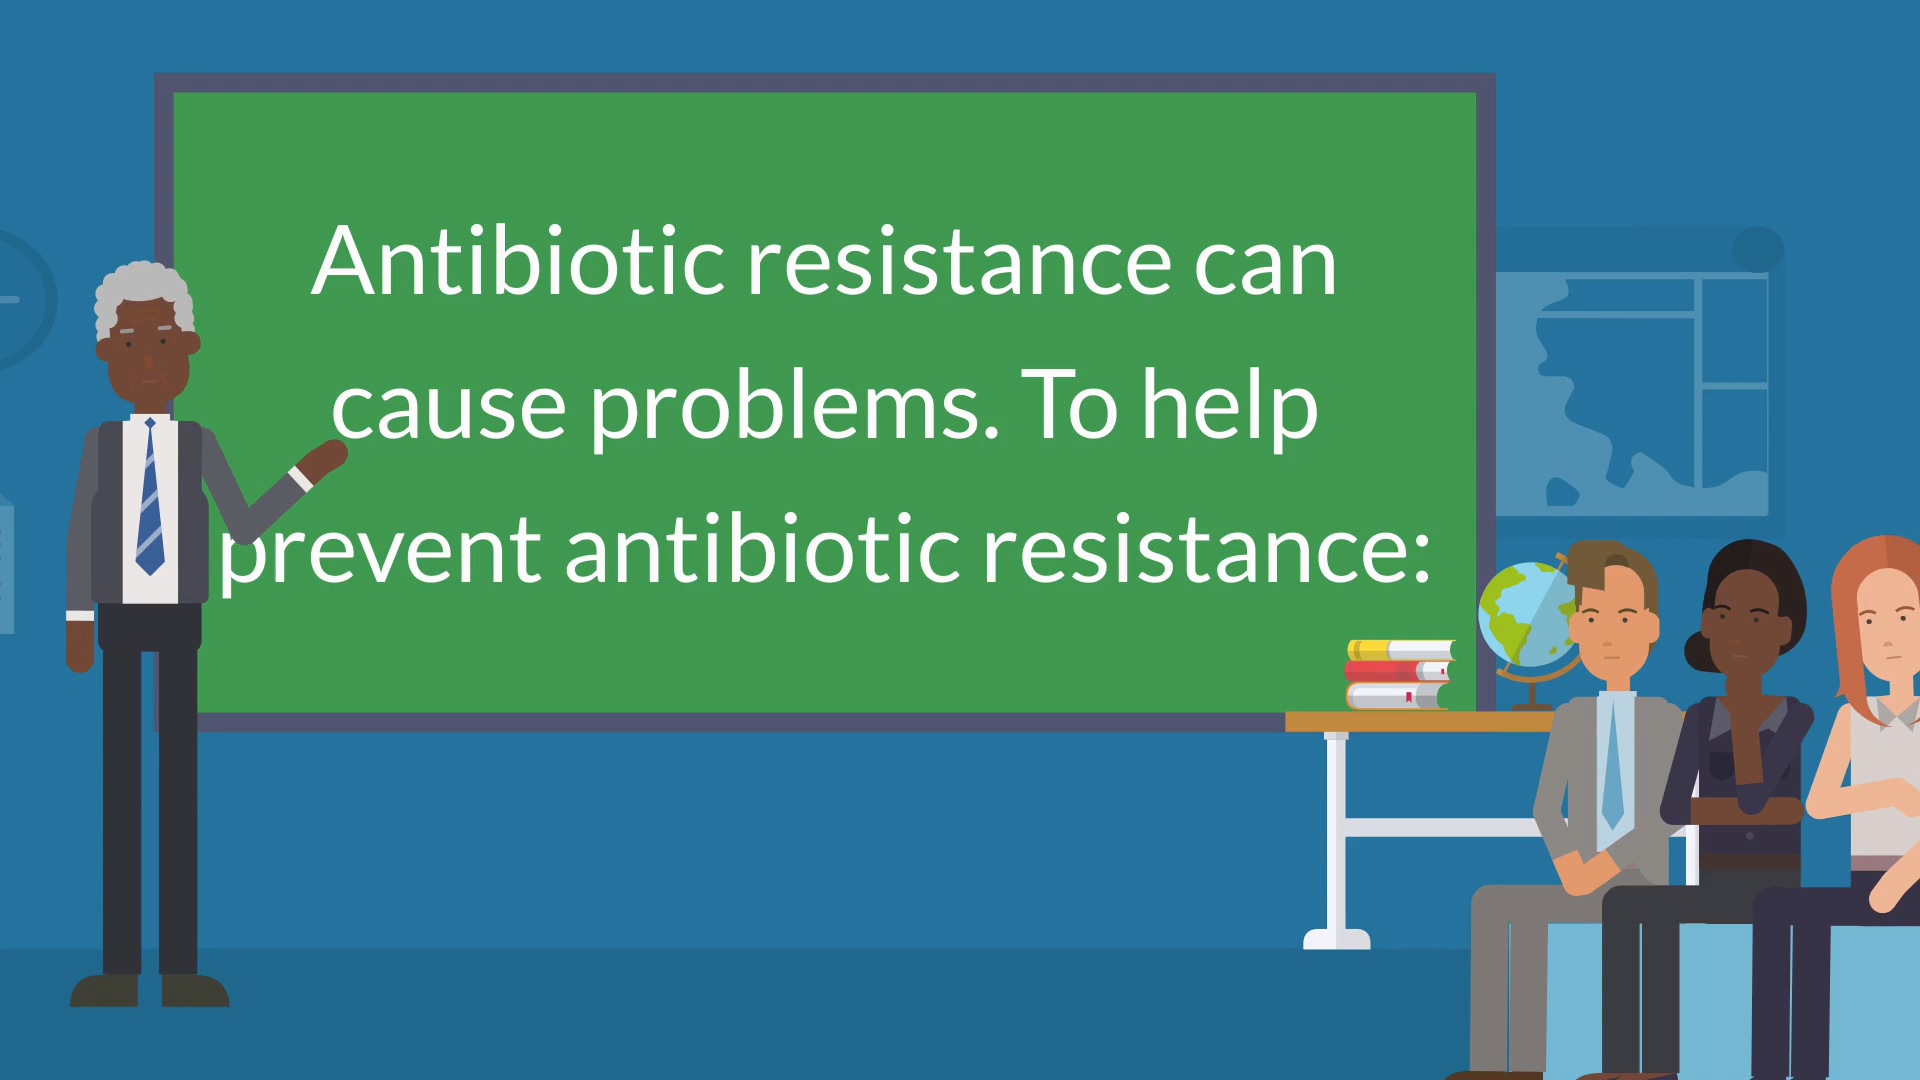 Antibiotic resistance can
cause problems. To help
prevent antibiotic resistance: